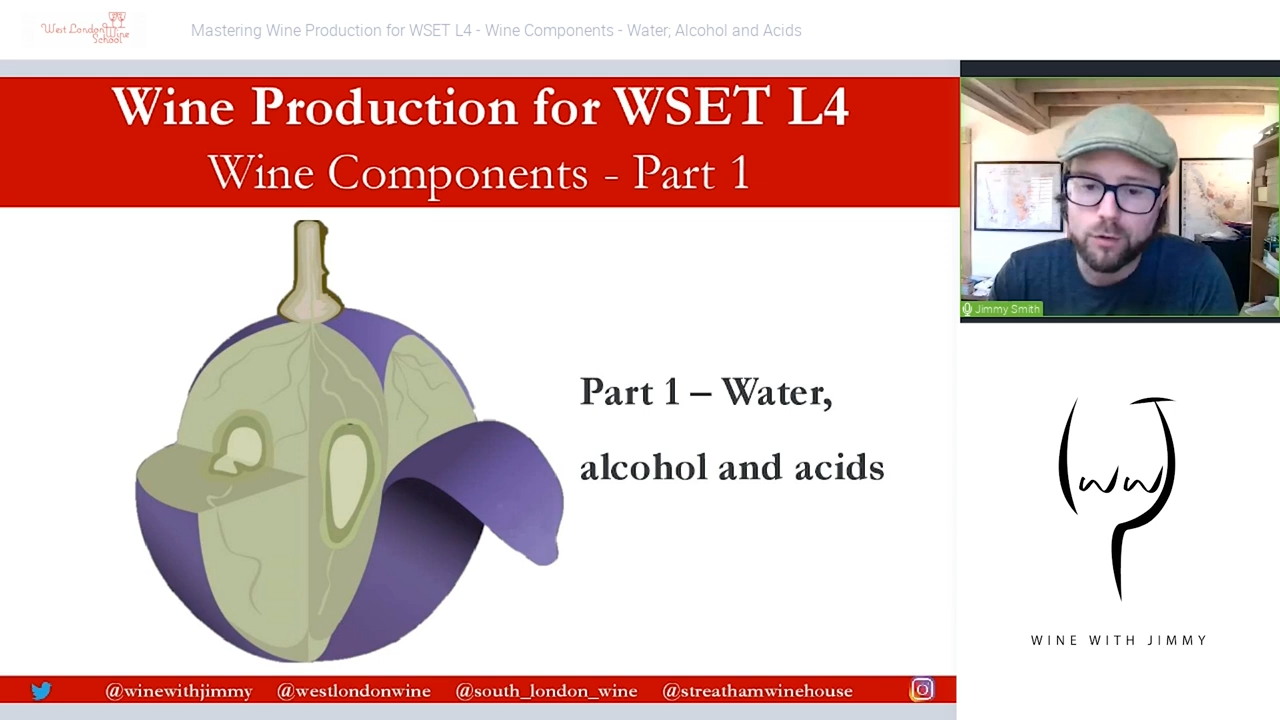 West London Wine School
Mastering Wine Production for WSET L4 - Wine Components - Water, Alcohol and Acids
Wine Production for WSET L4
Wine Components - Part 1
Part 1 – Water,
alcohol and acids
@winewithjimmy @westlondonwine @south_london_wine @streathamwinehouse
Jimmy Smith
WINE WITH JIMMY